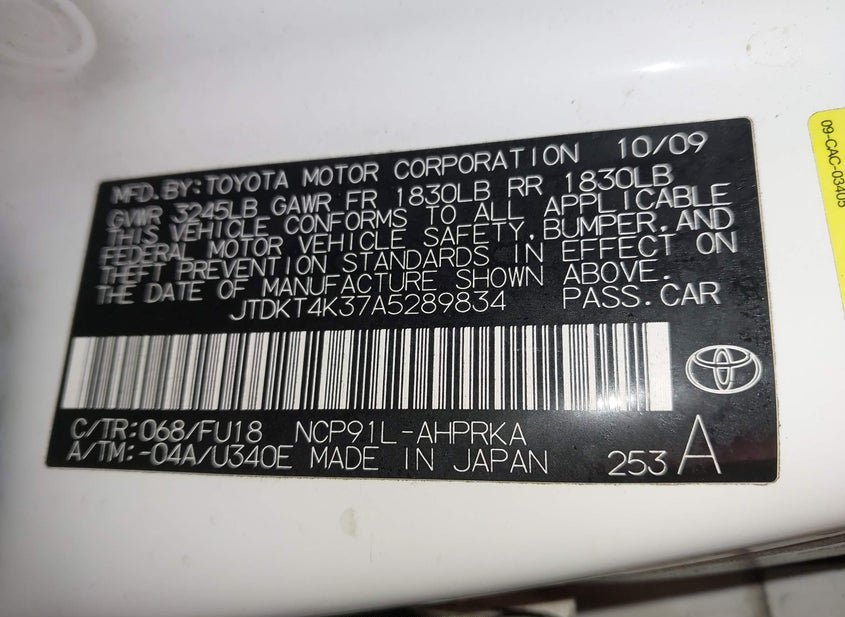 MFD.BY:TOYOTA MOTOR CORPORATION 10/09
GVWR 3245LB GAWR FR 1830LB RR 1830LB
THIS VEHICLE CONFORMS TO ALL APPLICABLE
FEDERAL MOTOR VEHICLE SAFETY,BUMPER,AND
THEFT PREVENTION STANDARDS IN EFFECT ON
THE DATE OF MANUFACTURE SHOWN ABOVE.
JTDKT4K37A5289834 PASS.CAR
C/TR:068/FU18 NCP91L-AHPRKA
A/TM:-04A/U340E MADE IN JAPAN 253 A
09-CAC-03405